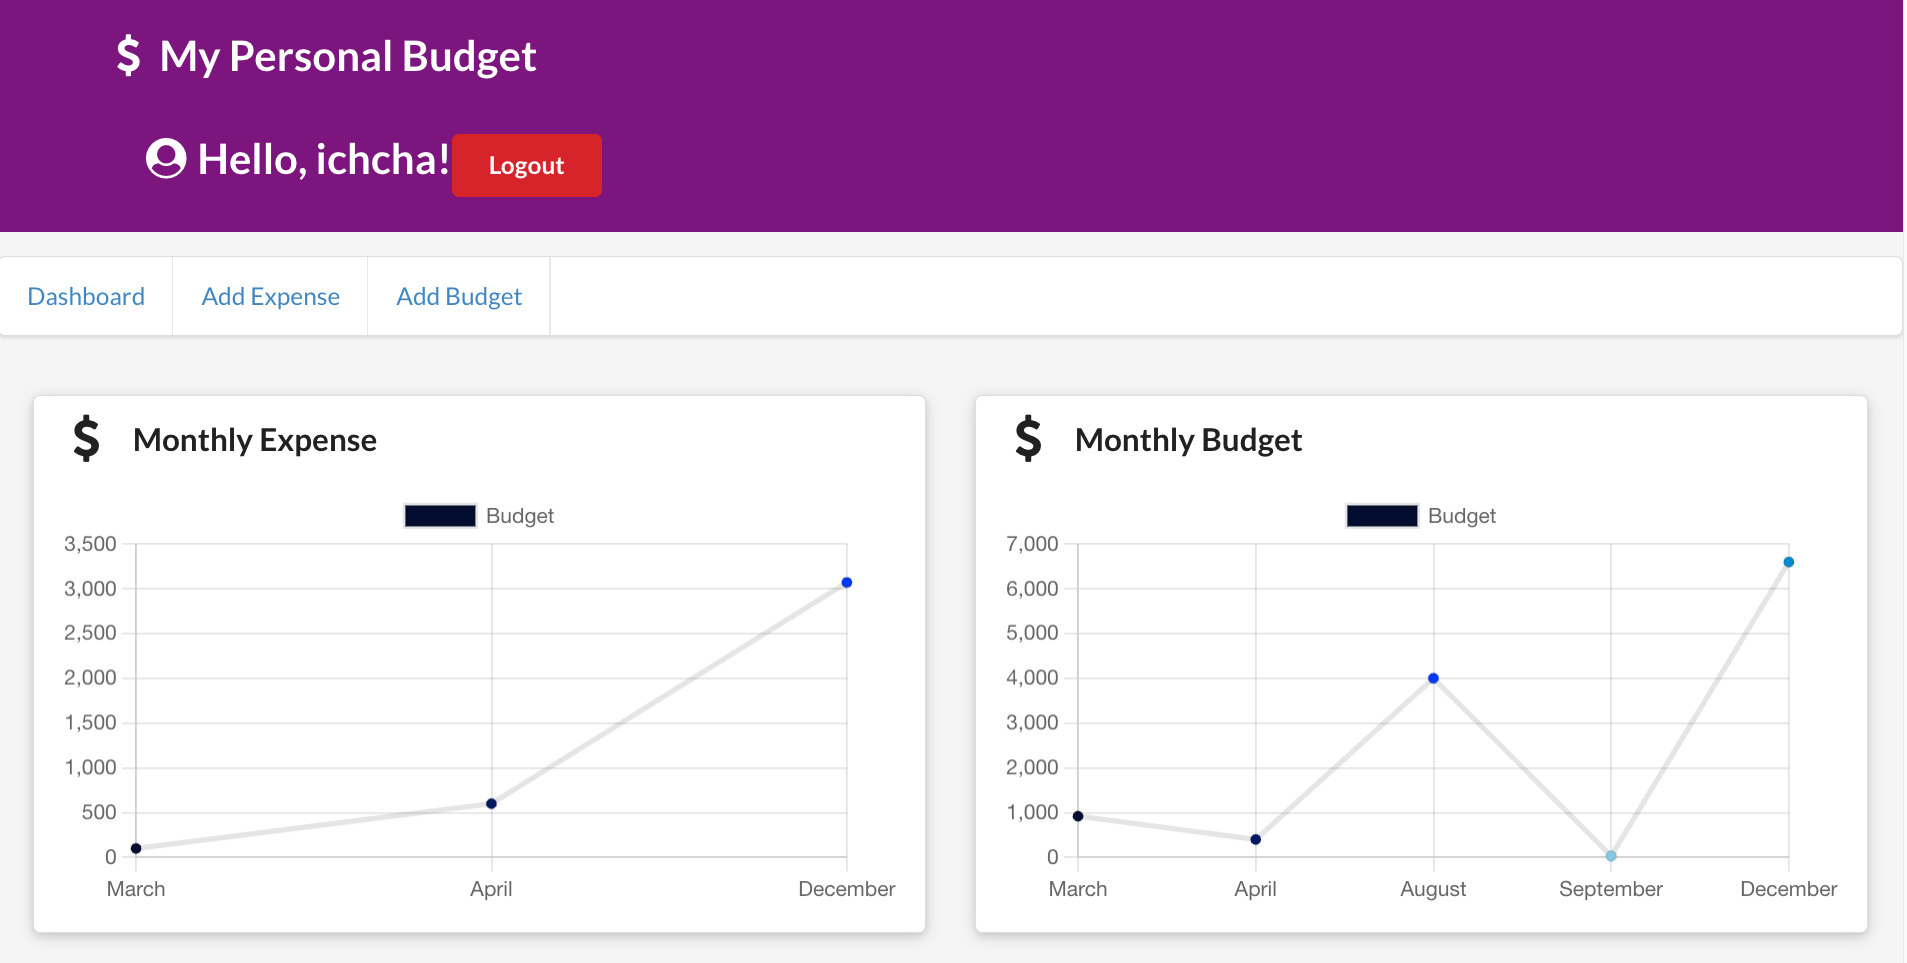 $ My Personal Budget
Hello, ichcha! Logout
Dashboard Add Expense Add Budget
$ Monthly Expense
Budget
3,500
3,000
2,500
2,000
1,500
1,000
500
0
March April December
$ Monthly Budget
Budget
7,000
6,000
5,000
4,000
3,000
2,000
1,000
0
March April August September December